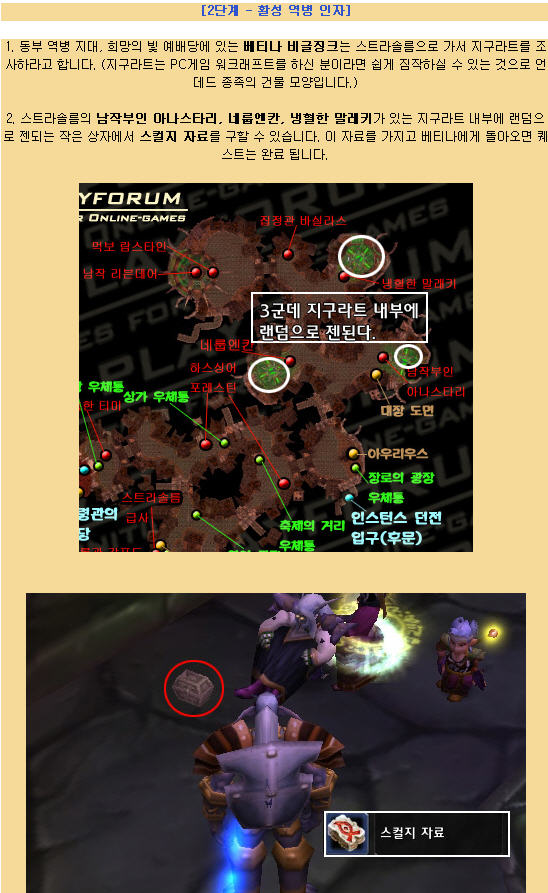 [2단계 - 활성 역병 인자]
1. 동부 역병 지대, 희망의 빛 예배당에 있는 베티나 비글징크는 스트라솔름으로 가서 지구라트를 조
사하라고 합니다. (지구라트는 PC게임 워크래프트를 하신 분이라면 쉽게 짐작하실 수 있는 것으로 언
데드 종족의 건물 모양입니다.)
2. 스트라솔름의 남작부인 아나스타리, 네룹엔칸, 냉혈한 말레키가 있는 지구라트 내부에 랜덤으
로 젠되는 작은 상자에서 스컬지 자료를 구할 수 있습니다. 이 자료를 가지고 베티나에게 돌아오면 퀘
스트는 완료 됩니다.
YFORUM
R ONLINE-GAMES
집정관 바실라스
먹보 람스타인
남작 리븐데어
냉혈한 말레키
3군데 지구라트 내부에
랜덤으로 젠된다.
네룹엔칸
하스싱어
포레스틴
남작부인
아나스타리
우체통
상가 우체통
한 티미
대장 도면
아우리우스
장로의 광장
우체통
스트라솔름
급사
령관의
당
축제의 거리
우체통
인스턴스 던전
입구(후문)
스컬지 자료